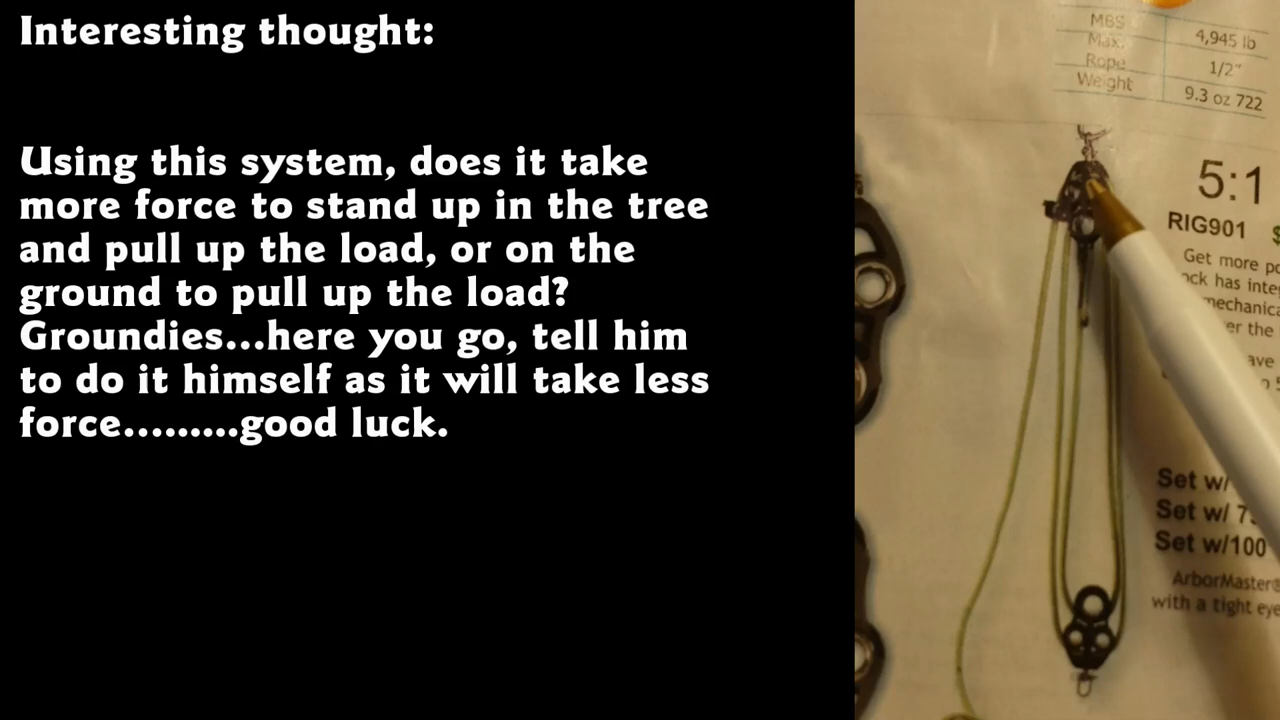 Interesting thought:
Using this system, does it take
more force to stand up in the tree
and pull up the load, or on the
ground to pull up the load?
Groundies...here you go, tell him
to do it himself as it will take less
force.........good luck.
MBS 4,945 lb
Max.
Rope 1/2"
Weight 9.3 oz 722
5:1
RIG901
Get more
has
the
Set w/
Set w/
Set w/100
ArborMaster®
with a tight eye